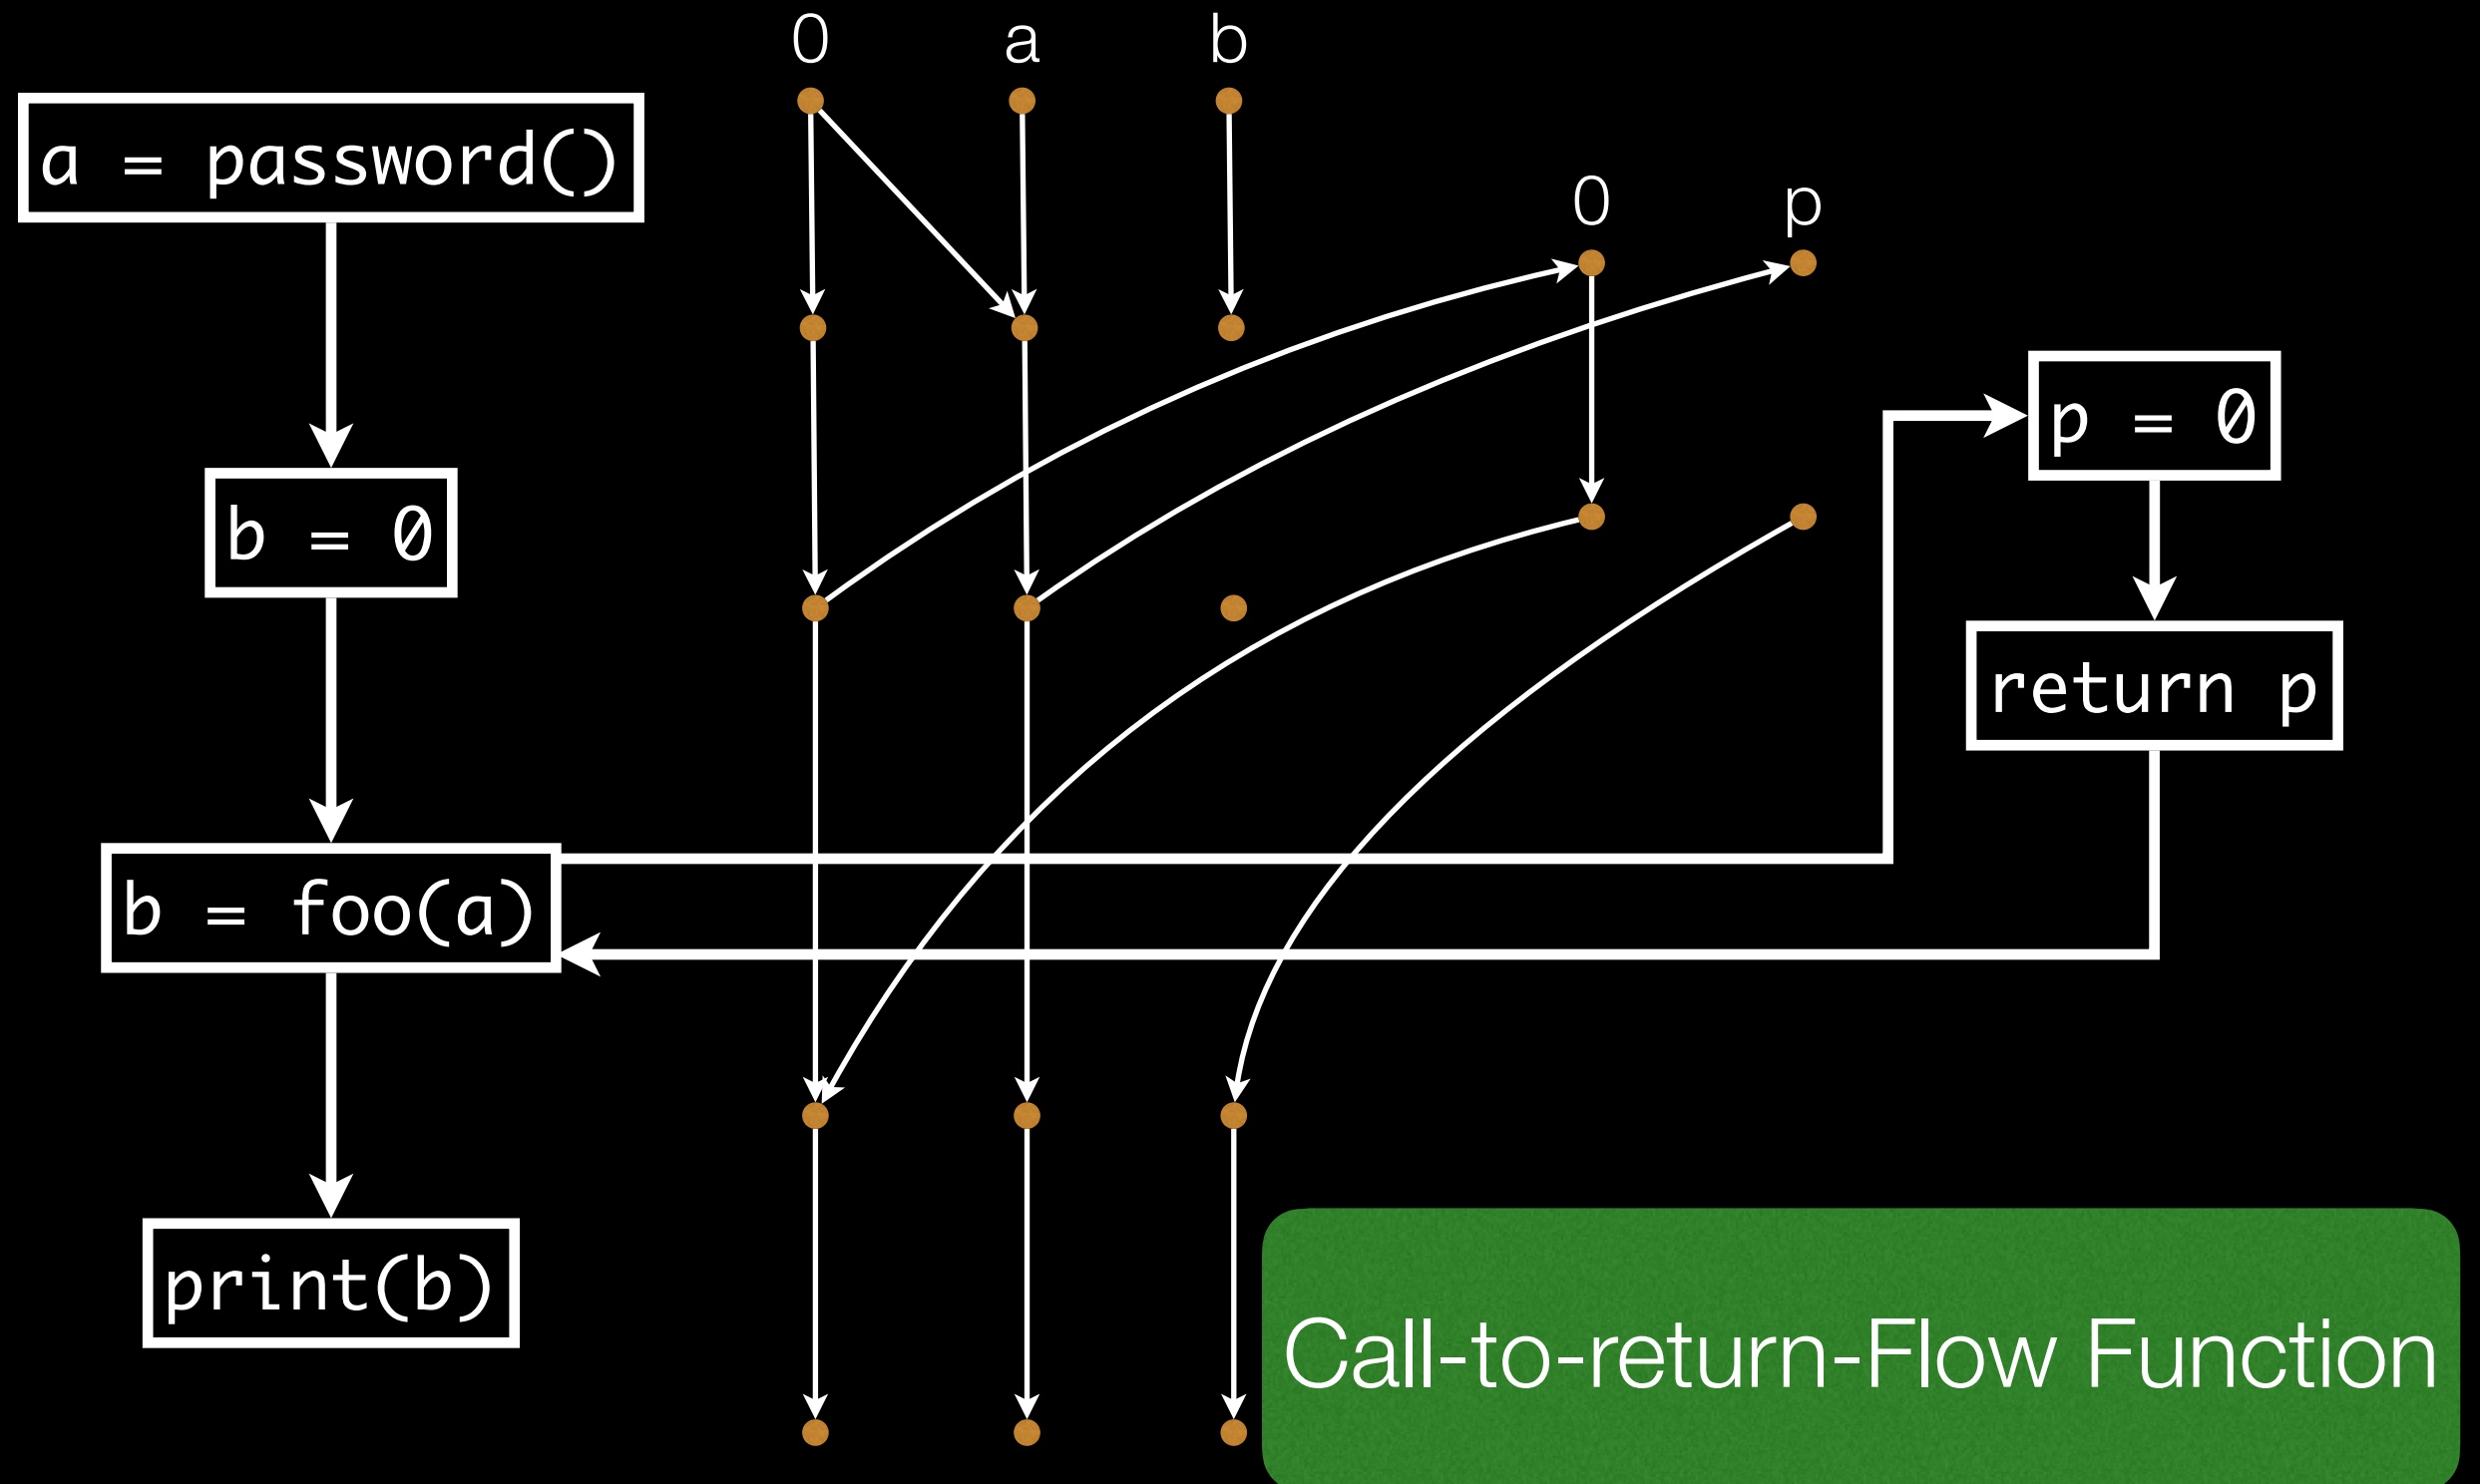 0 a b
a = password()
0 p
p = 0
b = 0
return p
b = foo(a)
print(b)
Call-to-return-Flow Function